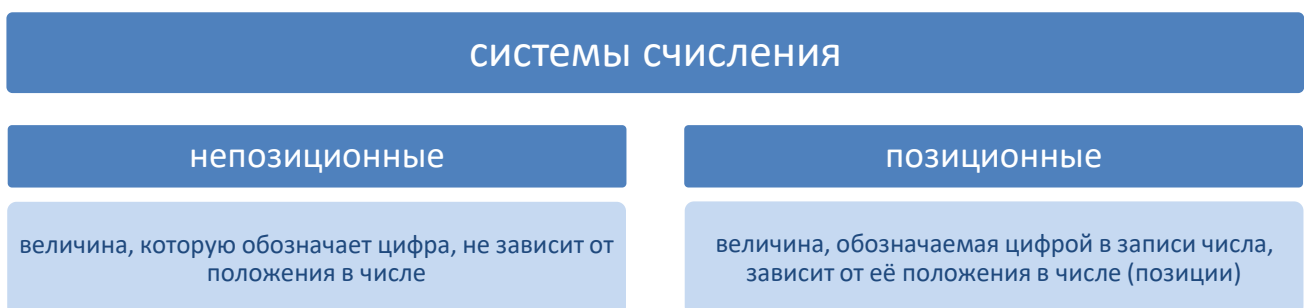 системы счисления
непозиционные
позиционные
величина, которую обозначает цифра, не зависит от
положения в числе
величина, обозначаемая цифрой в записи числа,
зависит от её положения в числе (позиции)